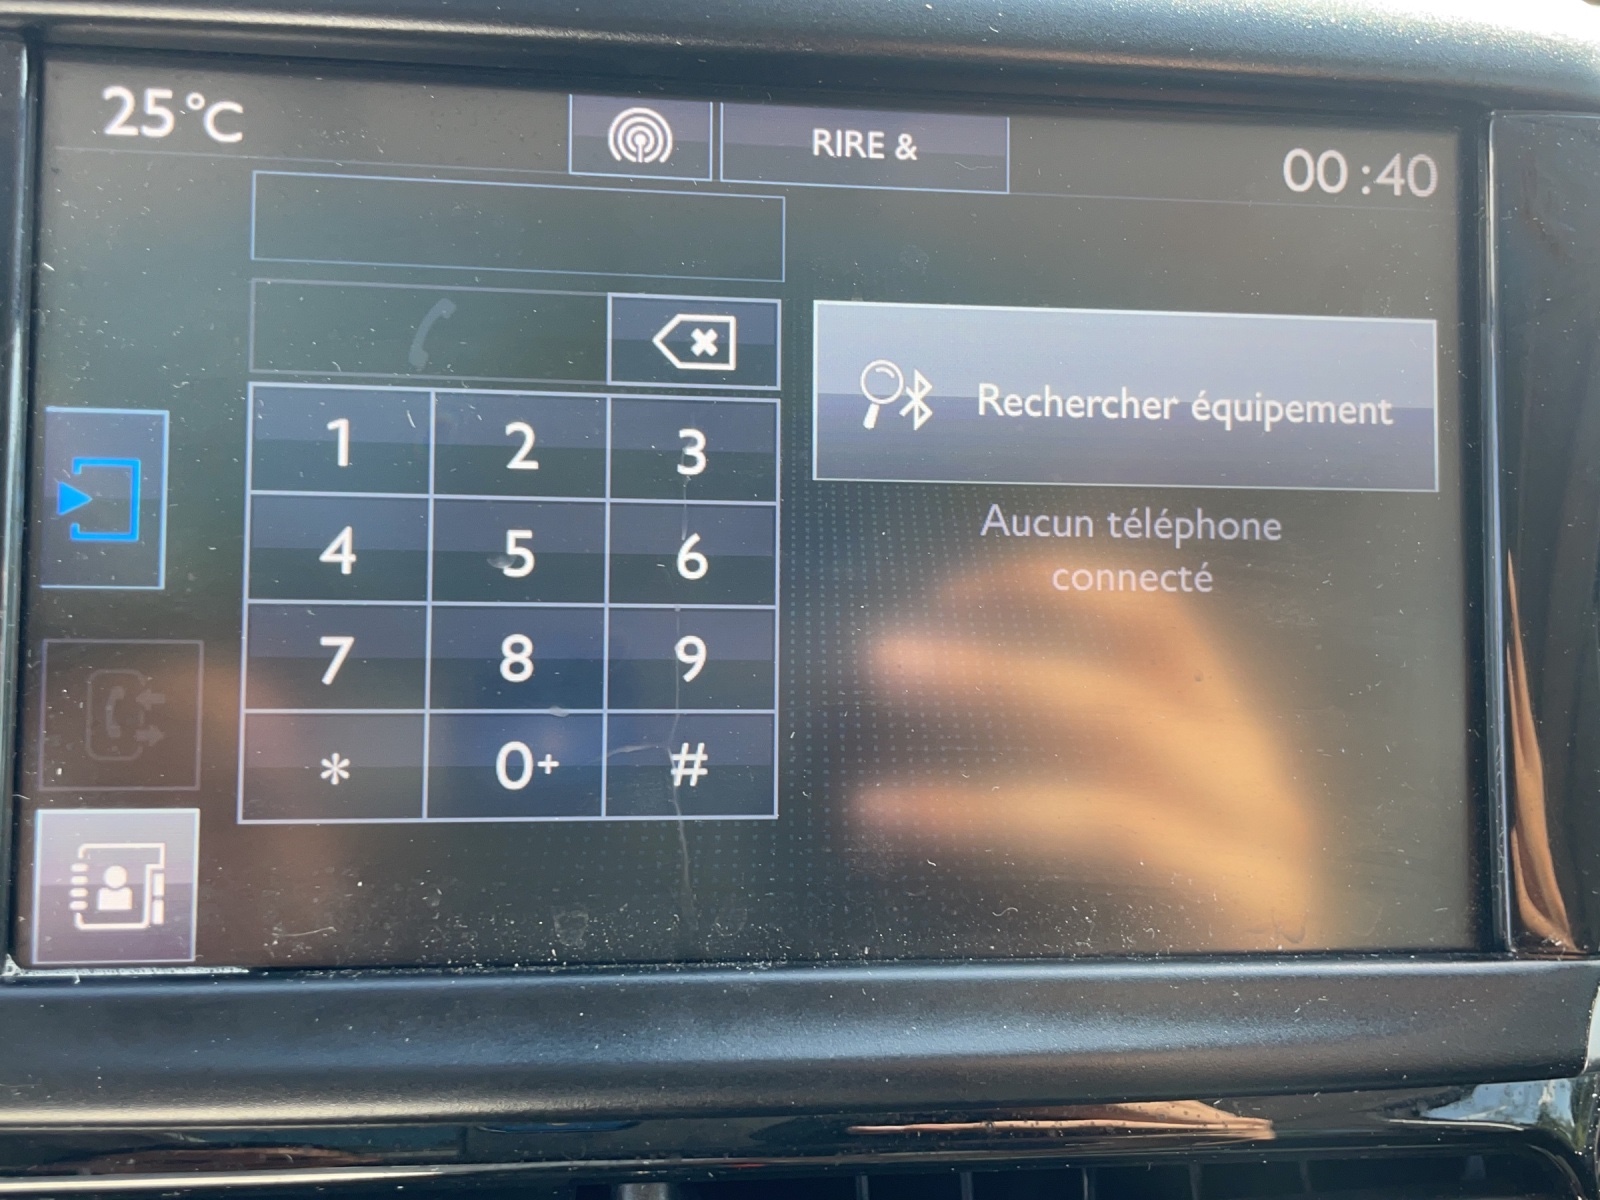 25°C
RIRE &
00:40
1 2 3
4 5 6
7 8 9
* 0+ #
Rechercher équipement
Aucun téléphone
connecté